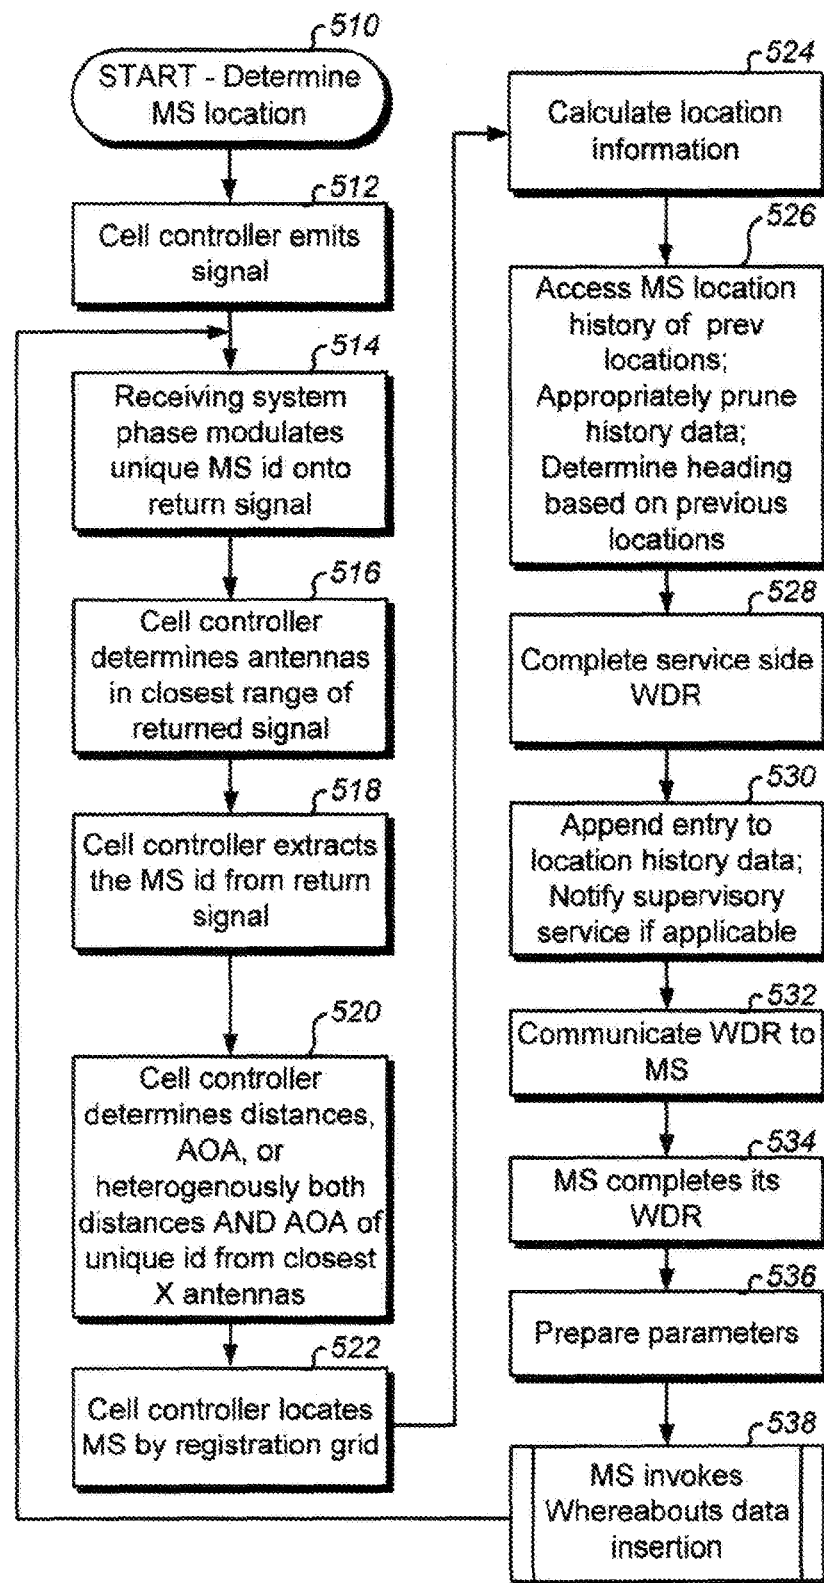 510
START - Determine
MS location
512
Cell controller emits
signal
514
Receiving system
phase modulates
unique MS id onto
return signal
516
Cell controller
determines antennas
in closest range of
returned signal
518
Cell controller extracts
the MS id from return
signal
520
Cell controller
determines distances,
AOA, or
heterogenously both
distances AND AOA of
unique id from closest
X antennas
522
Cell controller locates
MS by registration grid
524
Calculate location
information
526
Access MS location
history of prev
locations;
Appropriately prune
history data;
Determine heading
based on previous
locations
528
Complete service side
WDR
530
Append entry to
location history data;
Notify supervisory
service if applicable
532
Communicate WDR to
MS
534
MS completes its
WDR
536
Prepare parameters
538
MS invokes
Whereabouts data
insertion